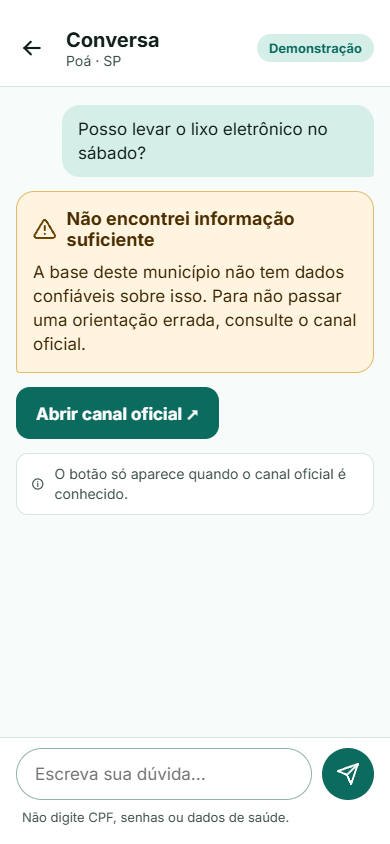 Conversa
Poá · SP
Demonstração
Posso levar o lixo eletrônico no
sábado?
Não encontrei informação
suficiente
A base deste município não tem dados
confiáveis sobre isso. Para não passar
uma orientação errada, consulte o canal
oficial.
Abrir canal oficial ↗
O botão só aparece quando o canal oficial é
conhecido.
Escreva sua dúvida...
Não digite CPF, senhas ou dados de saúde.